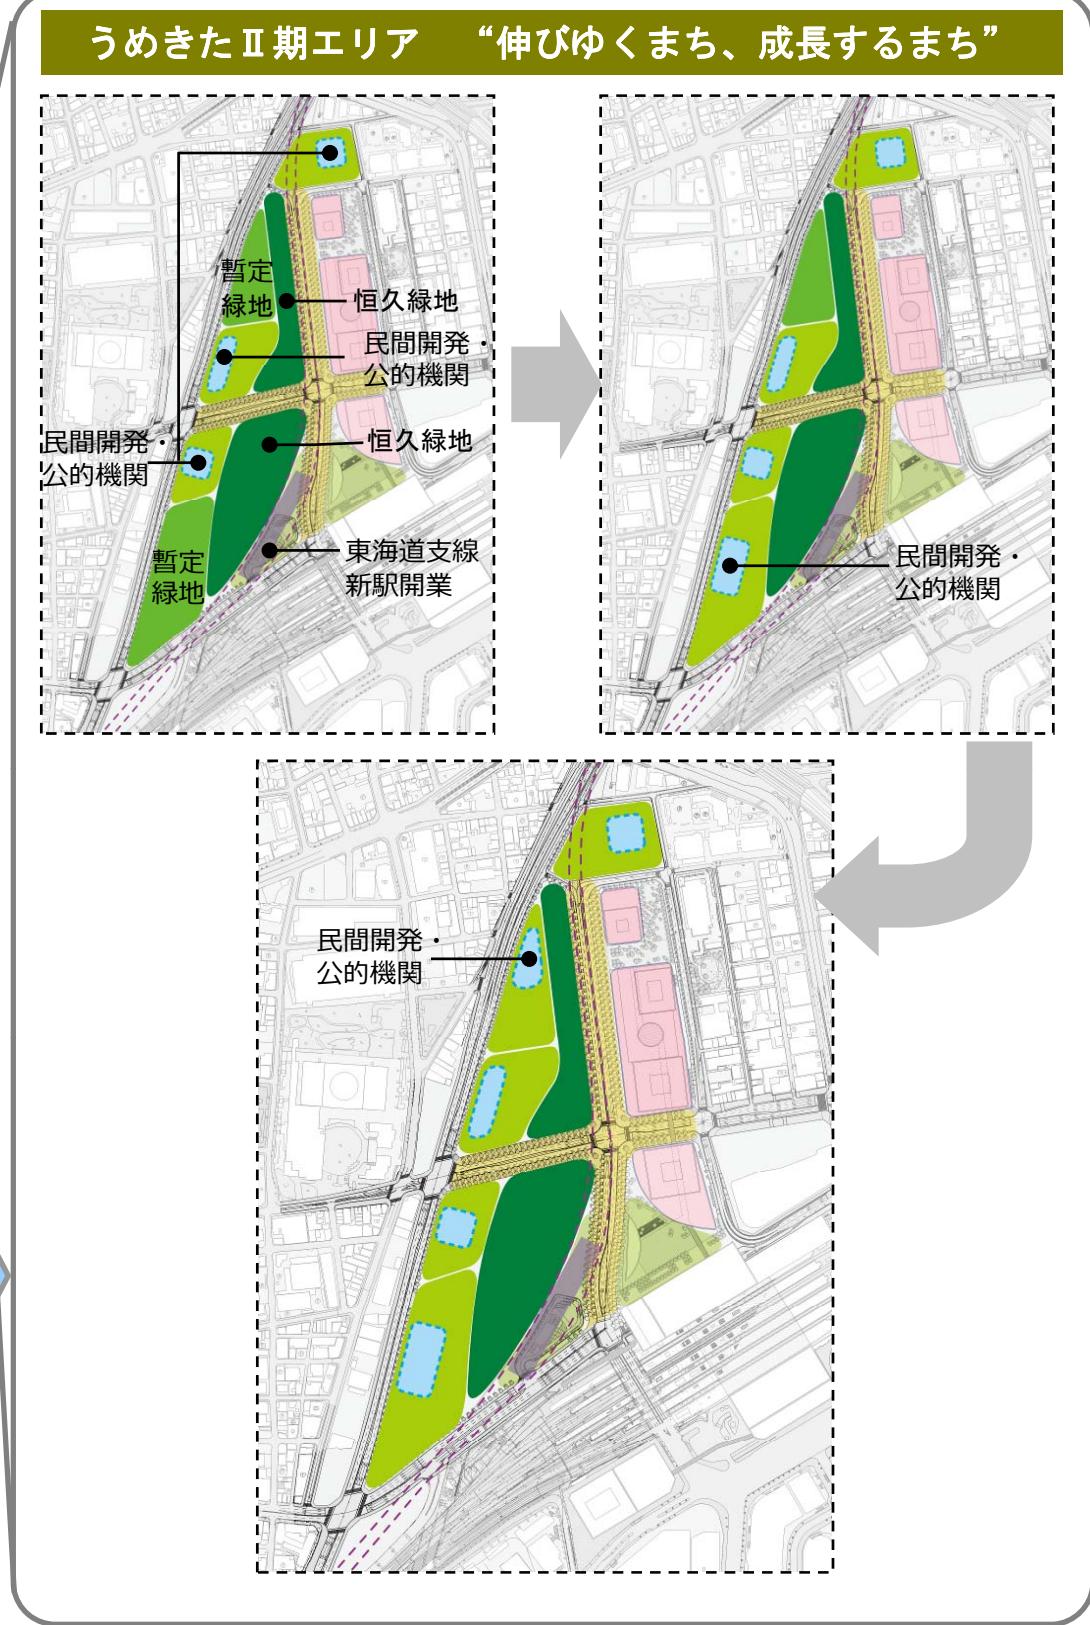 うめきたⅡ期エリア “伸びゆくまち、成長するまち”
暫定
緑地
恒久緑地
民間開発・
公的機関
恒久緑地
民間開発・
公的機関
東海道支線
新駅開業
暫定
緑地
民間開発・
公的機関
民間開発・
公的機関